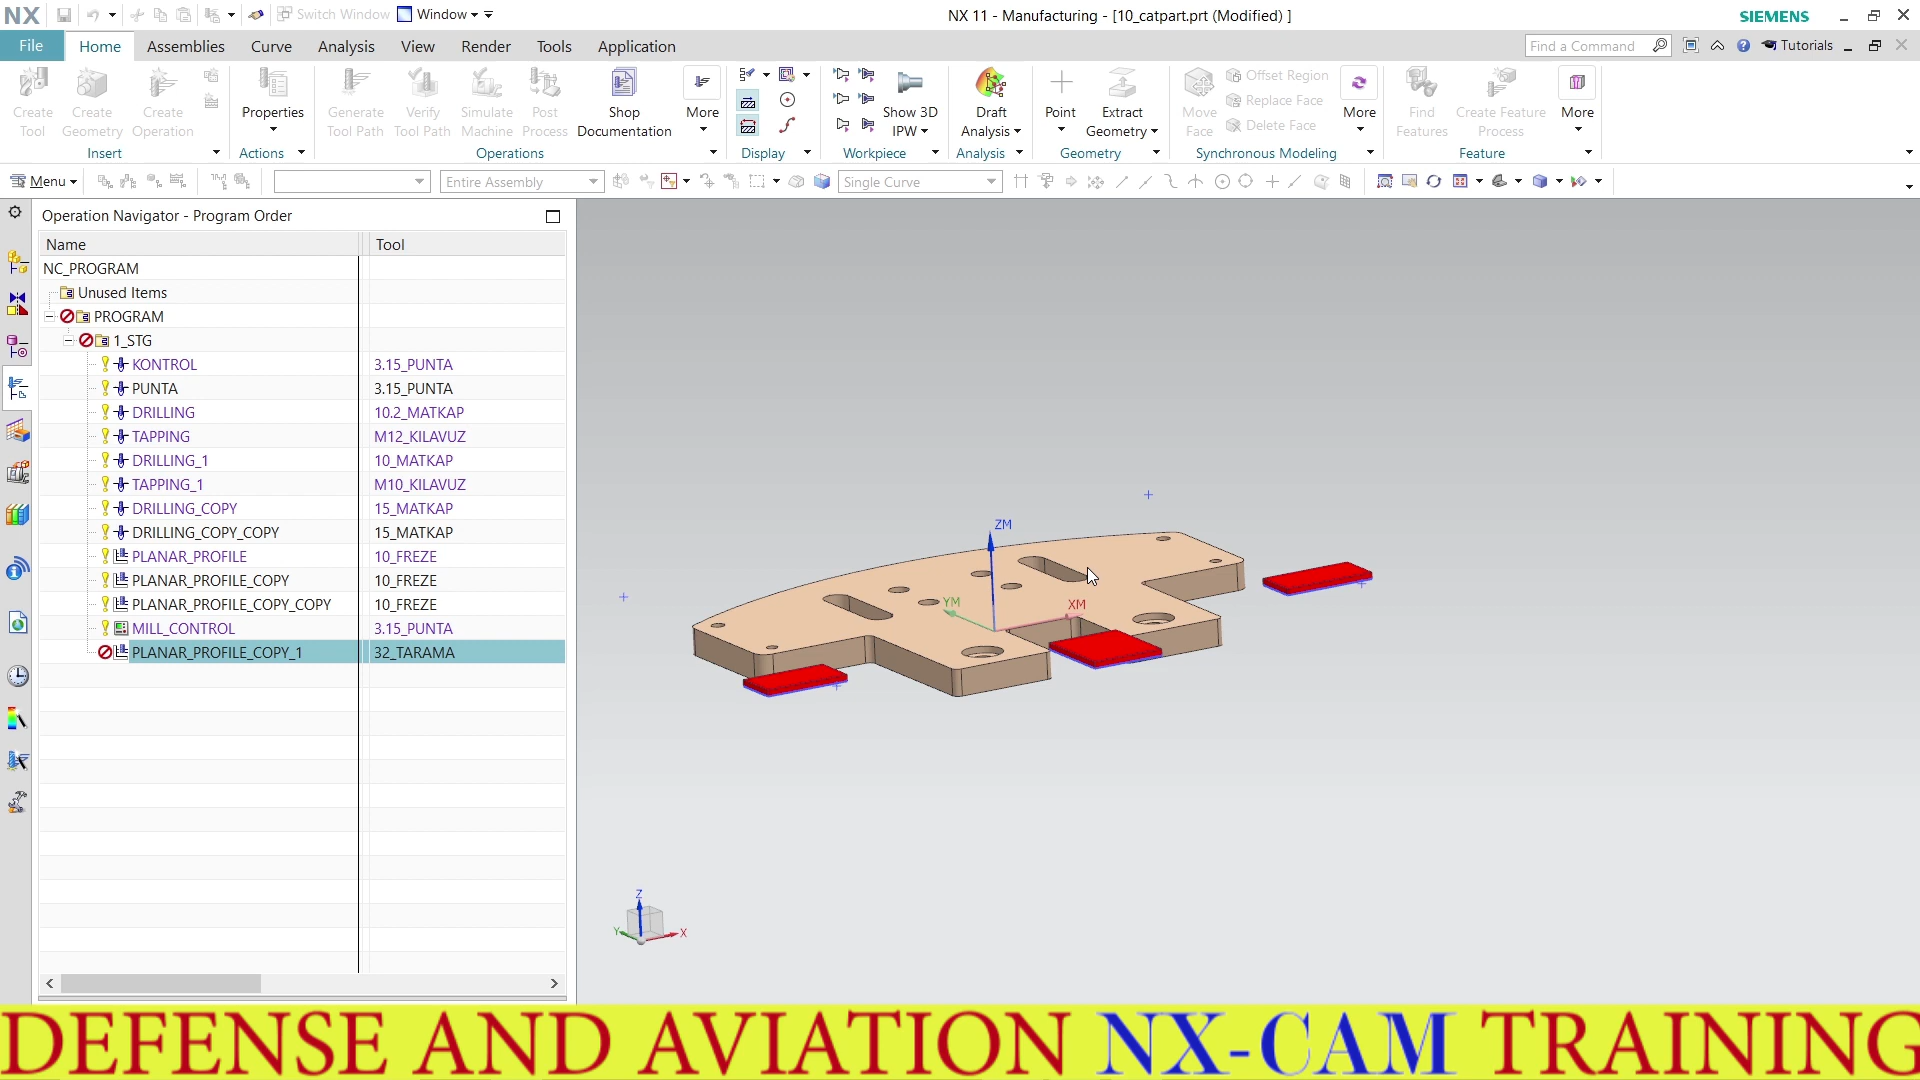 NX Switch Window Window NX 11 - Manufacturing - [10_catpart.prt (Modified) ] SIEMENS
File Home Assemblies Curve Analysis View Render Tools Application Find a Command Tutorials
Create Tool Create Geometry Create Operation Properties Generate Tool Path Verify Tool Path Simulate Machine Post Process Shop Documentation More Show 3D IPW Draft Analysis Point Extract Geometry Move Face Offset Region Replace Face Delete Face More Find Features Create Feature Process More
Insert Actions Operations Display Workpiece Analysis Geometry Synchronous Modeling Feature
Menu Entire Assembly Single Curve
Operation Navigator - Program Order
Name Tool
NC_PROGRAM
Unused Items
PROGRAM
1_STG
KONTROL 3.15_PUNTA
PUNTA 3.15_PUNTA
DRILLING 10.2_MATKAP
TAPPING M12_KILAVUZ
DRILLING_1 10_MATKAP
TAPPING_1 M10_KILAVUZ
DRILLING_COPY 15_MATKAP
DRILLING_COPY_COPY 15_MATKAP
PLANAR_PROFILE 10_FREZE
PLANAR_PROFILE_COPY 10_FREZE
PLANAR_PROFILE_COPY_COPY 10_FREZE
MILL_CONTROL 3.15_PUNTA
PLANAR_PROFILE_COPY_1 32_TARAMA
ZM
YM XM
Z
Y X
DEFENSE AND AVIATION NX-CAM TRAINING